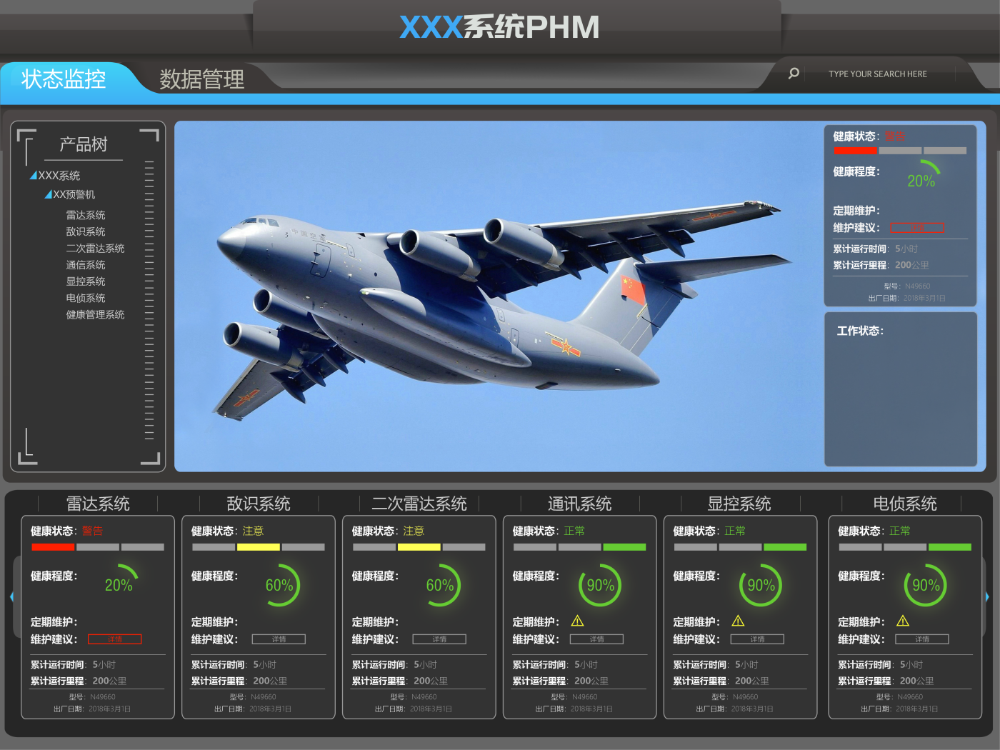 XXX系统PHM
状态监控
数据管理
TYPE YOUR SEARCH HERE
产品树
XXX系统
XX预警机
雷达系统
敌识系统
二次雷达系统
通信系统
显控系统
电侦系统
健康管理系统
中国空军
健康状态：警告
健康程度：
20%
定期维护：
维护建议：详情
累计运行时间：5小时
累计运行里程：200公里
型号：N49660
出厂日期：2018年3月1日
工作状态：
雷达系统
健康状态：警告
健康程度：
20%
定期维护：
维护建议：详情
累计运行时间：5小时
累计运行里程：200公里
型号：N49660
出厂日期：2018年3月1日
敌识系统
健康状态：注意
健康程度：
60%
定期维护：
维护建议：详情
累计运行时间：5小时
累计运行里程：200公里
型号：N49660
出厂日期：2018年3月1日
二次雷达系统
健康状态：注意
健康程度：
60%
定期维护：
维护建议：详情
累计运行时间：5小时
累计运行里程：200公里
型号：N49660
出厂日期：2018年3月1日
通讯系统
健康状态：正常
健康程度：
90%
定期维护：
维护建议：详情
累计运行时间：5小时
累计运行里程：200公里
型号：N49660
出厂日期：2018年3月1日
显控系统
健康状态：正常
健康程度：
90%
定期维护：
维护建议：详情
累计运行时间：5小时
累计运行里程：200公里
型号：N49660
出厂日期：2018年3月1日
电侦系统
健康状态：正常
健康程度：
90%
定期维护：
维护建议：详情
累计运行时间：5小时
累计运行里程：200公里
型号：N49660
出厂日期：2018年3月1日